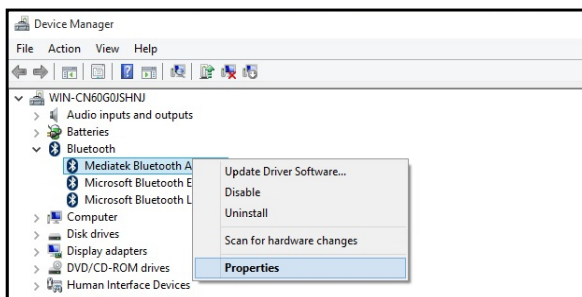 Device Manager
File Action View Help
WIN-CN60G0JSHNJ
Audio inputs and outputs
Batteries
Bluetooth
Mediatek Bluetooth A
Microsoft Bluetooth E
Microsoft Bluetooth L
Computer
Disk drives
Display adapters
DVD/CD-ROM drives
Human Interface Devices
Update Driver Software...
Disable
Uninstall
Scan for hardware changes
Properties